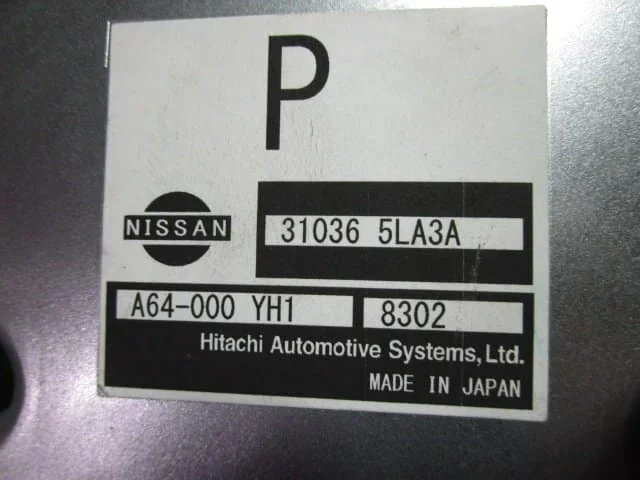 P
NISSAN
31036 5LA3A
A64-000 YH1
8302
Hitachi Automotive Systems, Ltd.
MADE IN JAPAN